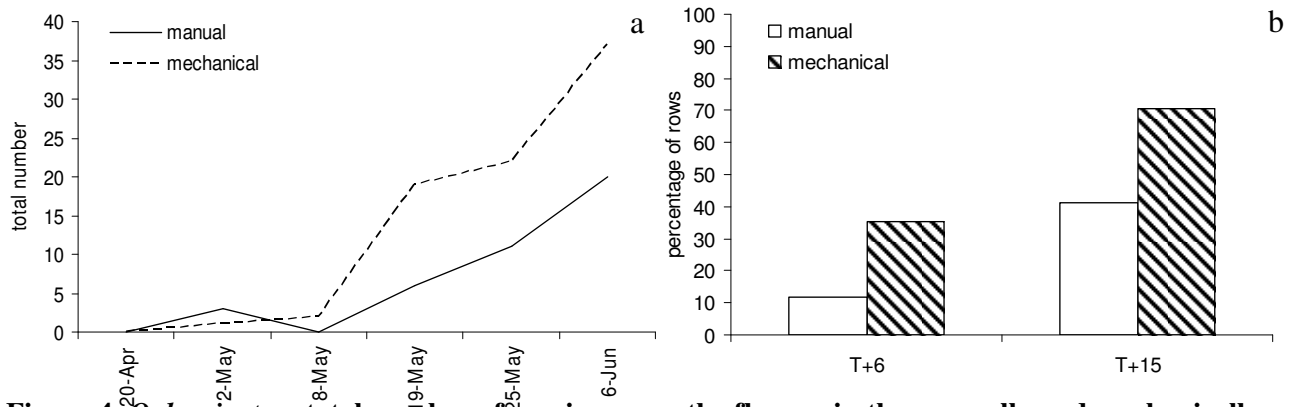 40
35
30
25
20
15
10
5
0
total number
manual
mechanical
a
20-Apr
2-May
8-May
19-May
25-May
6-Jun
100
90
80
70
60
50
40
30
20
10
0
percentage of rows
manual
mechanical
b
T+6
T+15